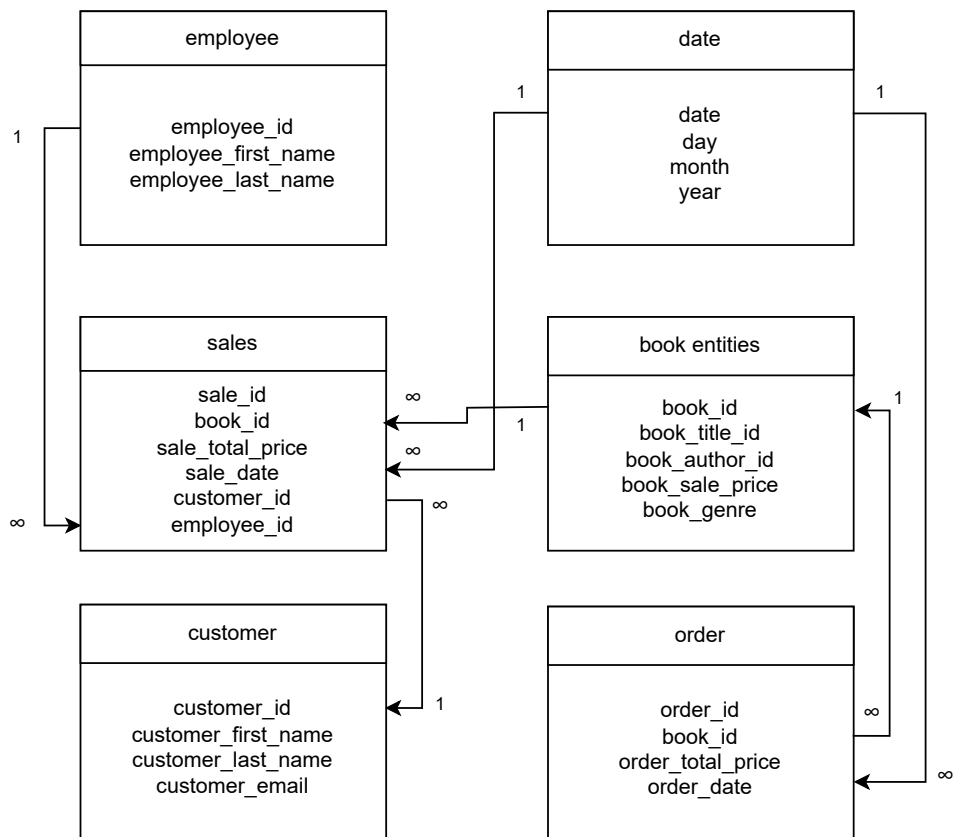 employee
employee_id
employee_first_name
employee_last_name
date
date
day
month
year
1
1
1
sales
sale_id
book_id
sale_total_price
sale_date
customer_id
employee_id
∞
∞
∞
∞
book entities
book_id
book_title_id
book_author_id
book_sale_price
book_genre
1
1
customer
customer_id
customer_first_name
customer_last_name
customer_email
1
order
order_id
book_id
order_total_price
order_date
∞
∞